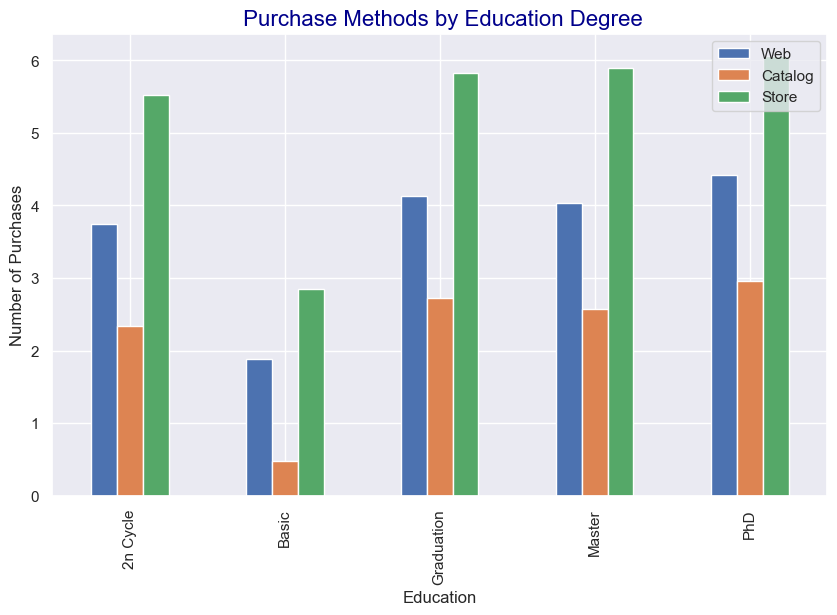 Purchase Methods by Education Degree
Web
Catalog
Store
Number of Purchases
6
5
4
3
2
1
0
2n Cycle
Basic
Graduation
Master
PhD
Education